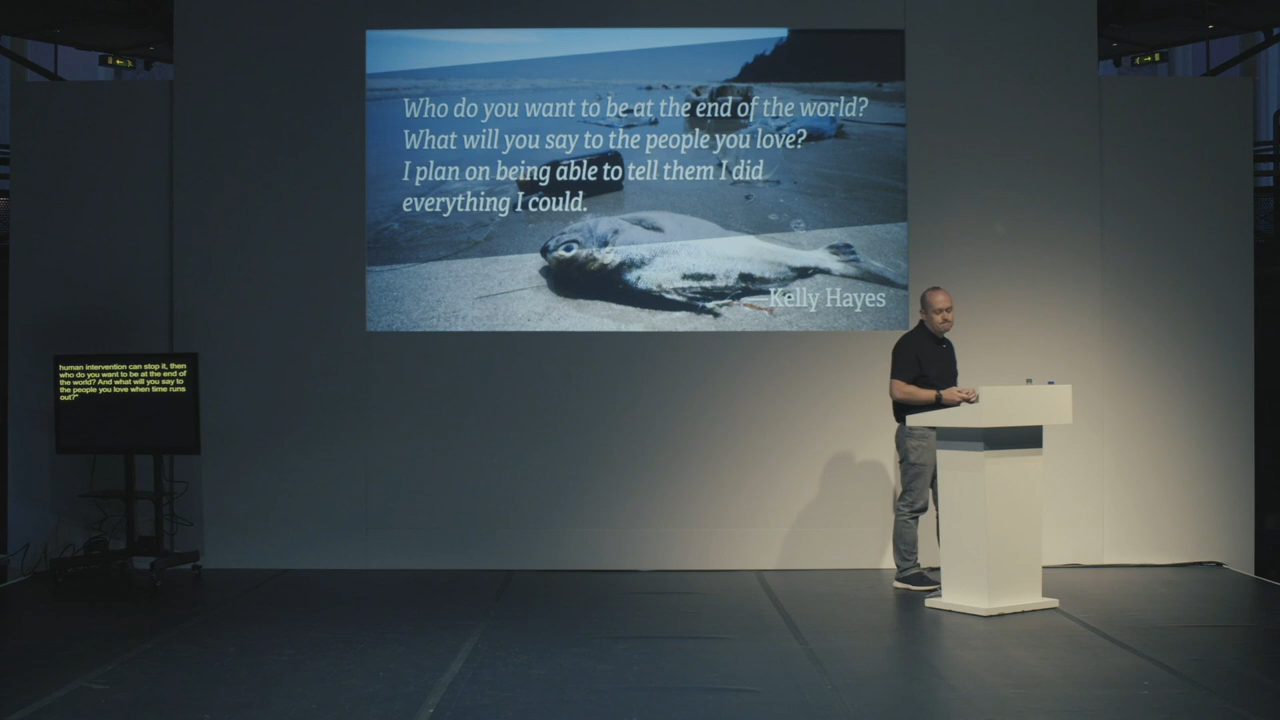 Who do you want to be at the end of the world?
What will you say to the people you love?
I plan on being able to tell them I did
everything I could.
—Kelly Hayes
human intervention can stop it, then
who do you want to be at the end of
the world? And what will you say to
the people you love when time runs
out?"